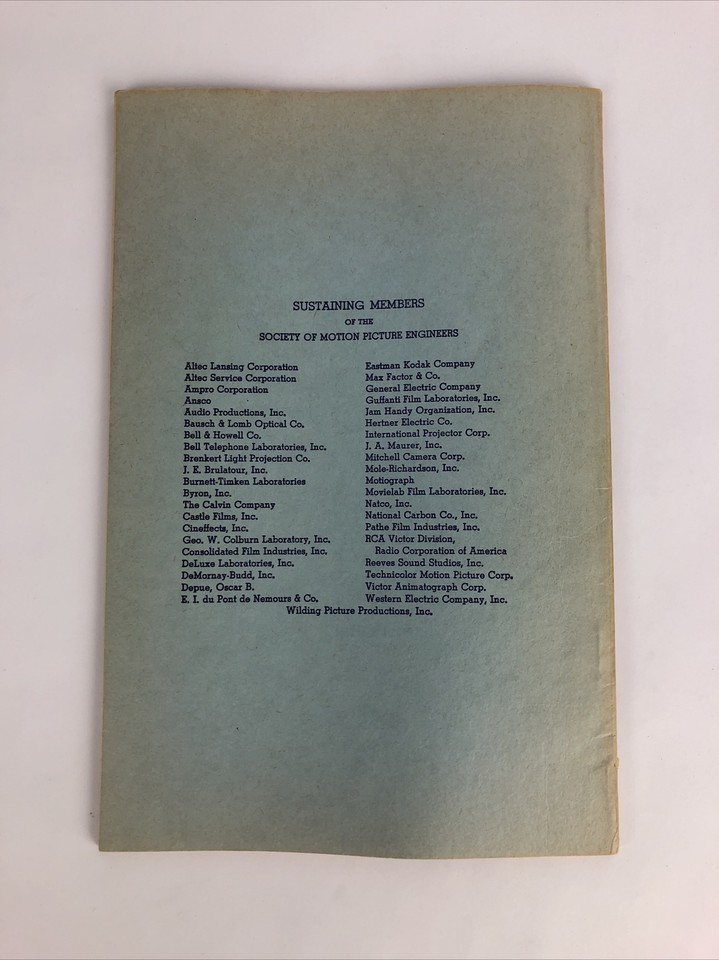 SUSTAINING MEMBERS
OF THE
SOCIETY OF MOTION PICTURE ENGINEERS
Altec Lansing Corporation
Altec Service Corporation
Ampro Corporation
Ansco
Audio Productions, Inc.
Bausch & Lomb Optical Co.
Bell & Howell Co.
Bell Telephone Laboratories, Inc.
Brenkert Light Projection Co.
J. E. Brulatour, Inc.
Burnett-Timken Laboratories
Byron, Inc.
The Calvin Company
Castle Films, Inc.
Cineffects, Inc.
Geo. W. Colburn Laboratory, Inc.
Consolidated Film Industries, Inc.
DeLuxe Laboratories, Inc.
DeMornay-Budd, Inc.
Depue, Oscar B.
E. I. du Pont de Nemours & Co.
Eastman Kodak Company
Max Factor & Co.
General Electric Company
Guffanti Film Laboratories, Inc.
Jam Handy Organization, Inc.
Hertner Electric Co.
International Projector Corp.
J. A. Maurer, Inc.
Mitchell Camera Corp.
Mole-Richardson, Inc.
Motiograph
Movielab Film Laboratories, Inc.
Natco, Inc.
National Carbon Co., Inc.
Pathe Film Industries, Inc.
RCA Victor Division,
Radio Corporation of America
Reeves Sound Studios, Inc.
Technicolor Motion Picture Corp.
Victor Animatograph Corp.
Western Electric Company, Inc.
Wilding Picture Productions, Inc.